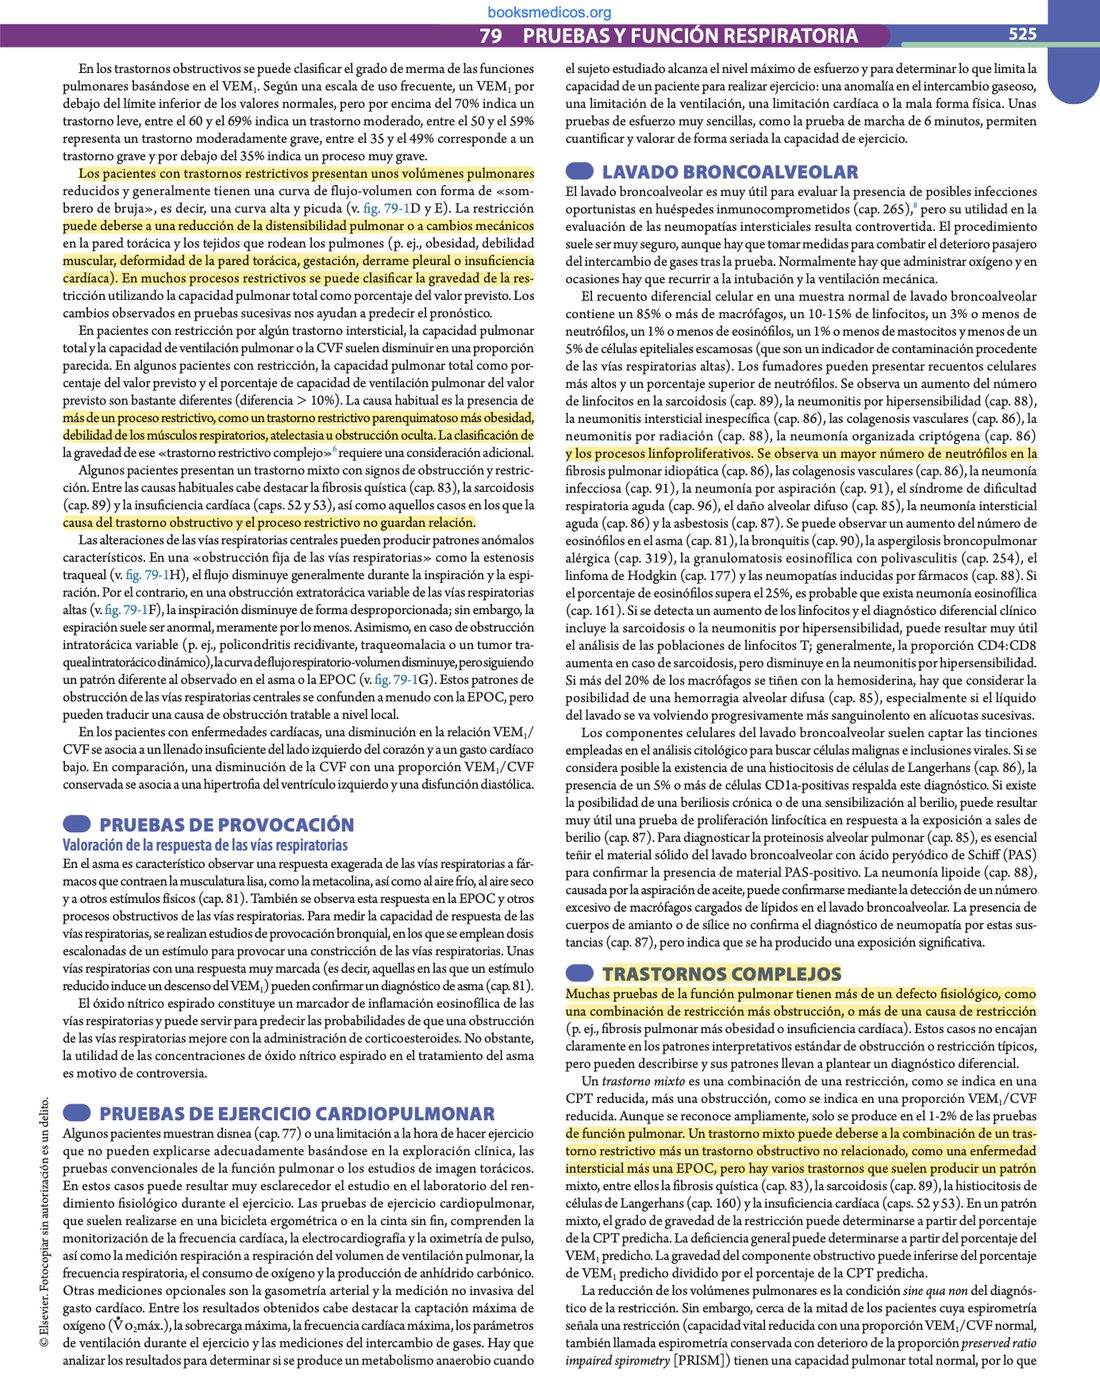 booksmedicos.org
79 PRUEBAS Y FUNCIÓN RESPIRATORIA 525
En los trastornos obstructivos se puede clasificar el grado de merma de las funciones
pulmonares basándose en el VEM₁. Según una escala de uso frecuente, un VEM₁ por
debajo del límite inferior de los valores normales, pero por encima del 70% indica un
trastorno leve, entre el 60 y el 69% indica un trastorno moderado, entre el 50 y el 59%
representa un trastorno moderadamente grave, entre el 35 y el 49% corresponde a un
trastorno grave y por debajo del 35% indica un proceso muy grave.
Los pacientes con trastornos restrictivos presentan unos volúmenes pulmonares
reducidos y generalmente tienen una curva de flujo-volumen con forma de «som-
brero de bruja», es decir, una curva alta y picuda (v. fig. 79-1D y E). La restricción
puede deberse a una reducción de la distensibilidad pulmonar o a cambios mecánicos
en la pared torácica y los tejidos que rodean los pulmones (p. ej., obesidad, debilidad
muscular, deformidad de la pared torácica, gestación, derrame pleural o insuficiencia
cardíaca). En muchos procesos restrictivos se puede clasificar la gravedad de la res-
tricción utilizando la capacidad pulmonar total como porcentaje del valor previsto. Los
cambios observados en pruebas sucesivas nos ayudan a predecir el pronóstico.
En pacientes con restricción por algún trastorno intersticial, la capacidad pulmonar
total y la capacidad de ventilación pulmonar o la CVF suelen disminuir en una proporción
parecida. En algunos pacientes con restricción, la capacidad pulmonar total como por-
centaje del valor previsto y el porcentaje de capacidad de ventilación pulmonar del valor
previsto son bastante diferentes (diferencia > 10%). La causa habitual es la presencia de
más de un proceso restrictivo, como un trastorno restrictivo parenquimatoso más obesidad,
debilidad de los músculos respiratorios, atelectasia u obstrucción oculta. La clasificación de
la gravedad de ese «trastorno restrictivo complejo»⁶ requiere una consideración adicional.
Algunos pacientes presentan un trastorno mixto con signos de obstrucción y restric-
ción. Entre las causas habituales cabe destacar la fibrosis quística (cap. 83), la sarcoidosis
(cap. 89) y la insuficiencia cardíaca (caps. 52 y 53), así como aquellos casos en los que la
causa del trastorno obstructivo y el proceso restrictivo no guardan relación.
Las alteraciones de las vías respiratorias centrales pueden producir patrones anómalos
característicos. En una «obstrucción fija de las vías respiratorias» como la estenosis
traqueal (v. fig. 79-1H), el flujo disminuye generalmente durante la inspiración y la espi-
ración. Por el contrario, en una obstrucción extratorácica variable de las vías respiratorias
altas (v. fig. 79-1F), la inspiración disminuye de forma desproporcionada; sin embargo, la
espiración suele ser anormal, meramente por lo menos. Asimismo, en caso de obstrucción
intratorácica variable (p. ej., policondritis recidivante, traqueomalacia o un tumor tra-
queal intratorácico dinámico), la curva de flujo respiratorio-volumen disminuye, pero siguiendo
un patrón diferente al observado en el asma o la EPOC (v. fig. 79-1G). Estos patrones de
obstrucción de las vías respiratorias centrales se confunden a menudo con la EPOC, pero
pueden traducir una causa de obstrucción tratable a nivel local.
En los pacientes con enfermedades cardíacas, una disminución en la relación VEM₁/
CVF se asocia a un llenado insuficiente del lado izquierdo del corazón y a un gasto cardíaco
bajo. En comparación, una disminución de la CVF con una proporción VEM₁/CVF
conservada se asocia a una hipertrofia del ventrículo izquierdo y una disfunción diastólica.
PRUEBAS DE PROVOCACIÓN
Valoración de la respuesta de las vías respiratorias
En el asma es característico observar una respuesta exagerada de las vías respiratorias a fár-
macos que contraen la musculatura lisa, como la metacolina, así como al aire frío, al aire seco
y a otros estímulos físicos (cap. 81). También se observa esta respuesta en la EPOC y otros
procesos obstructivos de las vías respiratorias. Para medir la capacidad de respuesta de las
vías respiratorias, se realizan estudios de provocación bronquial, en los que se emplean dosis
escalonadas de un estímulo para provocar una constricción de las vías respiratorias. Unas
vías respiratorias con una respuesta muy marcada (es decir, aquellas en las que un estímulo
reducido induce un descenso del VEM₁) pueden confirmar un diagnóstico de asma (cap. 81).
El óxido nítrico espirado constituye un marcador de inflamación eosinofílica de las
vías respiratorias y puede servir para predecir las probabilidades de que una obstrucción
de las vías respiratorias mejore con la administración de corticoesteroides. No obstante,
la utilidad de las concentraciones de óxido nítrico espirado en el tratamiento del asma
es motivo de controversia.
PRUEBAS DE EJERCICIO CARDIOPULMONAR
Algunos pacientes muestran disnea (cap. 77) o una limitación a la hora de hacer ejercicio
que no pueden explicarse adecuadamente basándose en la exploración clínica, las
pruebas convencionales de la función pulmonar o los estudios de imagen torácicos.
En estos casos puede resultar muy esclarecedor el estudio en el laboratorio del ren-
dimiento fisiológico durante el ejercicio. Las pruebas de ejercicio cardiopulmonar,
que suelen realizarse en una bicicleta ergométrica o en la cinta sin fin, comprenden la
monitorización de la frecuencia cardíaca, la electrocardiografía y la oximetría de pulso,
así como la medición respiración a respiración del volumen de ventilación pulmonar, la
frecuencia respiratoria, el consumo de oxígeno y la producción de anhídrido carbónico.
Otras mediciones opcionales son la gasometría arterial y la medición no invasiva del
gasto cardíaco. Entre los resultados obtenidos cabe destacar la captación máxima de
oxígeno (V̇O₂máx.), la sobrecarga máxima, la frecuencia cardíaca máxima, los parámetros
de ventilación durante el ejercicio y las mediciones del intercambio de gases. Hay que
analizar los resultados para determinar si se produce un metabolismo anaerobio cuando
el sujeto estudiado alcanza el nivel máximo de esfuerzo y para determinar lo que limita la
capacidad de un paciente para realizar ejercicio: una anomalía en el intercambio gaseoso,
una limitación de la ventilación, una limitación cardíaca o la mala forma física. Unas
pruebas de esfuerzo muy sencillas, como la prueba de marcha de 6 minutos, permiten
cuantificar y valorar de forma seriada la capacidad de ejercicio.
LAVADO BRONCOALVEOLAR
El lavado broncoalveolar es muy útil para evaluar la presencia de posibles infecciones
oportunistas en huéspedes inmunocomprometidos (cap. 265),⁸ pero su utilidad en la
evaluación de las neumopatías intersticiales resulta controvertida. El procedimiento
suele ser muy seguro, aunque hay que tomar medidas para combatir el deterioro pasajero
del intercambio de gases tras la prueba. Normalmente hay que administrar oxígeno y en
ocasiones hay que recurrir a la intubación y la ventilación mecánica.
El recuento diferencial celular en una muestra normal de lavado broncoalveolar
contiene un 85% o más de macrófagos, un 10-15% de linfocitos, un 3% o menos de
neutrófilos, un 1% o menos de eosinófilos, un 1% o menos de mastocitos y menos de un
5% de células epiteliales escamosas (que son un indicador de contaminación procedente
de las vías respiratorias altas). Los fumadores pueden presentar recuentos celulares
más altos y un porcentaje superior de neutrófilos. Se observa un aumento del número
de linfocitos en la sarcoidosis (cap. 89), la neumonitis por hipersensibilidad (cap. 88),
la neumonitis intersticial inespecífica (cap. 86), las colagenosis vasculares (cap. 86), la
neumonitis por radiación (cap. 88), la neumonía organizada criptógena (cap. 86)
y los procesos linfoproliferativos. Se observa un mayor número de neutrófilos en la
fibrosis pulmonar idiopática (cap. 86), las colagenosis vasculares (cap. 86), la neumonía
infecciosa (cap. 91), la neumonía por aspiración (cap. 91), el síndrome de dificultad
respiratoria aguda (cap. 96), el daño alveolar difuso (cap. 85), la neumonía intersticial
aguda (cap. 86) y la asbestosis (cap. 87). Se puede observar un aumento del número de
eosinófilos en el asma (cap. 81), la bronquitis (cap. 90), la aspergilosis broncopulmonar
alérgica (cap. 319), la granulomatosis eosinofílica con polivasculitis (cap. 254), el
linfoma de Hodgkin (cap. 177) y las neumopatías inducidas por fármacos (cap. 88). Si
el porcentaje de eosinófilos supera el 25%, es probable que exista neumonía eosinofílica
(cap. 161). Si se detecta un aumento de los linfocitos y el diagnóstico diferencial clínico
incluye la sarcoidosis o la neumonitis por hipersensibilidad, puede resultar muy útil
el análisis de las poblaciones de linfocitos T; generalmente, la proporción CD4:CD8
aumenta en caso de sarcoidosis, pero disminuye en la neumonitis por hipersensibilidad.
Si más del 20% de los macrófagos se tiñen con la hemosiderina, hay que considerar la
posibilidad de una hemorragia alveolar difusa (cap. 85), especialmente si el líquido
del lavado se va volviendo progresivamente más sanguinolento en alícuotas sucesivas.
Los componentes celulares del lavado broncoalveolar suelen captar las tinciones
empleadas en el análisis citológico para buscar células malignas e inclusiones virales. Si se
considera posible la existencia de una histiocitosis de células de Langerhans (cap. 86), la
presencia de un 5% o más de células CD1a-positivas respalda este diagnóstico. Si existe
la posibilidad de una beriliosis crónica o de una sensibilización al berilio, puede resultar
muy útil una prueba de proliferación linfocítica en respuesta a la exposición a sales de
berilio (cap. 87). Para diagnosticar la proteinosis alveolar pulmonar (cap. 85), es esencial
teñir el material sólido del lavado broncoalveolar con ácido peryódico de Schiff (PAS)
para confirmar la presencia de material PAS-positivo. La neumonía lipoide (cap. 88),
causada por la aspiración de aceite, puede confirmarse mediante la detección de un número
excesivo de macrófagos cargados de lípidos en el lavado broncoalveolar. La presencia de
cuerpos de amianto o de sílice no confirma el diagnóstico de neumopatía por estas sus-
tancias (cap. 87), pero indica que se ha producido una exposición significativa.
TRASTORNOS COMPLEJOS
Muchas pruebas de la función pulmonar tienen más de un defecto fisiológico, como
una combinación de restricción más obstrucción, o más de una causa de restricción
(p. ej., fibrosis pulmonar más obesidad o insuficiencia cardíaca). Estos casos no encajan
claramente en los patrones interpretativos estándar de obstrucción o restricción típicos,
pero pueden describirse y sus patrones llevan a plantear un diagnóstico diferencial.
Un trastorno mixto es una combinación de una restricción, como se indica en una
CPT reducida, más una obstrucción, como se indica en una proporción VEM₁/CVF
reducida. Aunque se reconoce ampliamente, solo se produce en el 1-2% de las pruebas
de función pulmonar. Un trastorno mixto puede deberse a la combinación de un tras-
torno restrictivo más un trastorno obstructivo no relacionado, como una enfermedad
intersticial más una EPOC, pero hay varios trastornos que suelen producir un patrón
mixto, entre ellos la fibrosis quística (cap. 83), la sarcoidosis (cap. 89), la histiocitosis de
células de Langerhans (cap. 160) y la insuficiencia cardíaca (caps. 52 y 53). En un patrón
mixto, el grado de gravedad de la restricción puede determinarse a partir del porcentaje
de la CPT predicha. La deficiencia general puede determinarse a partir del porcentaje del
VEM₁ predicho. La gravedad del componente obstructivo puede inferirse del porcentaje
de VEM₁ predicho dividido por el porcentaje de la CPT predicha.
La reducción de los volúmenes pulmonares es la condición sine qua non del diagnós-
tico de la restricción. Sin embargo, cerca de la mitad de los pacientes cuya espirometría
señala una restricción (capacidad vital reducida con una proporción VEM₁/CVF normal,
también llamada espirometría conservada con deterioro de la proporción preserved ratio
impaired spirometry [PRISM]) tienen una capacidad pulmonar total normal, por lo que
© Elsevier. Fotocopiar sin autorización es un delito.